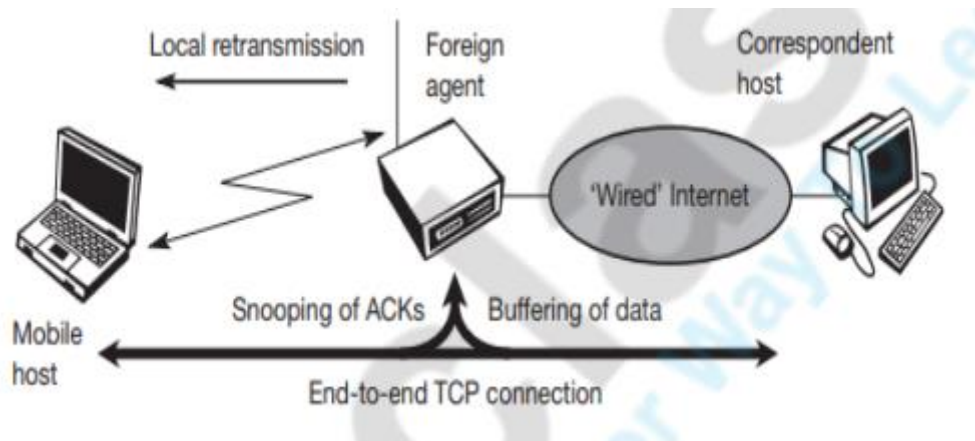 Local retransmission
Foreign
agent
Correspondent
host
'Wired' Internet
Mobile
host
Snooping of ACKs
Buffering of data
End-to-end TCP connection